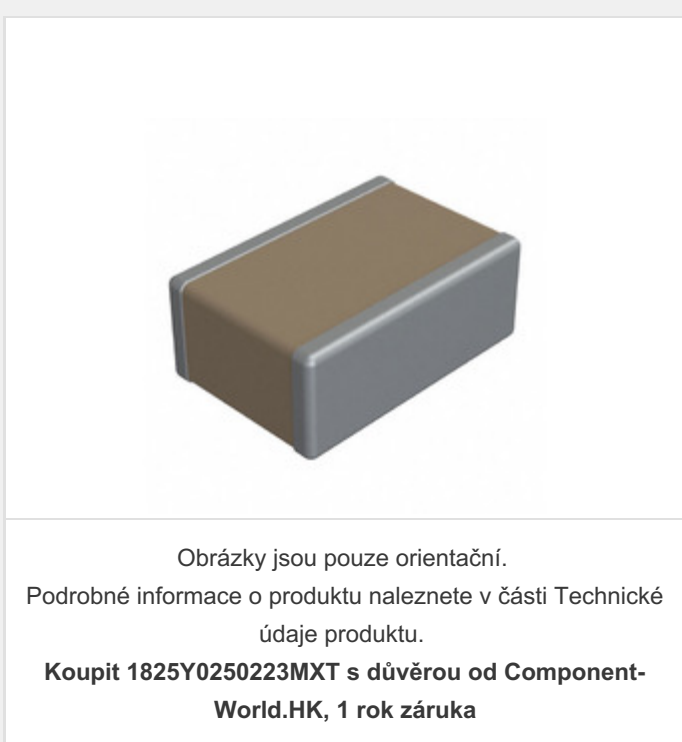 Obrázky jsou pouze orientační.
Podrobné informace o produktu naleznete v části Technické
údaje produktu.
Koupit 1825Y0250223MXT s důvěrou od Component-
World.HK, 1 rok záruka